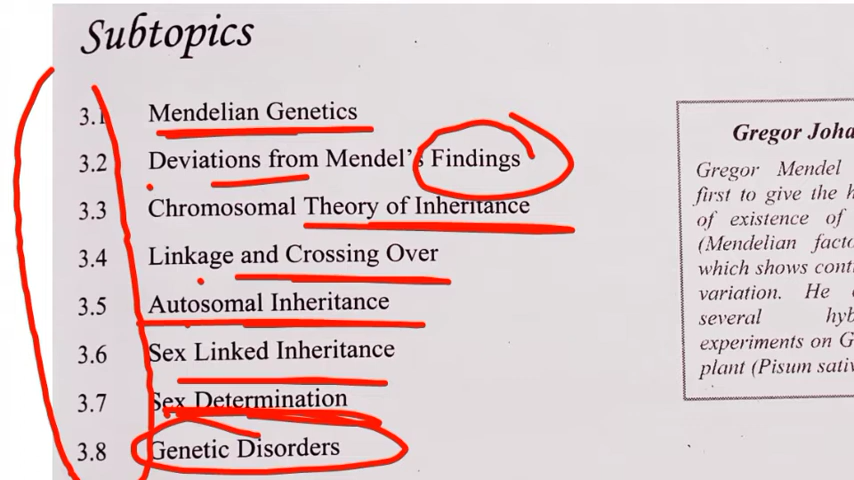 Subtopics
3.1 Mendelian Genetics
3.2 Deviations from Mendel's Findings
3.3 Chromosomal Theory of Inheritance
3.4 Linkage and Crossing Over
3.5 Autosomal Inheritance
3.6 Sex Linked Inheritance
3.7 Sex Determination
3.8 Genetic Disorders
Gregor Joha
Gregor Mendel
first to give the h
of existence of
(Mendelian facto
which shows conti
variation. He
several hyb
experiments on G
plant (Pisum sativ